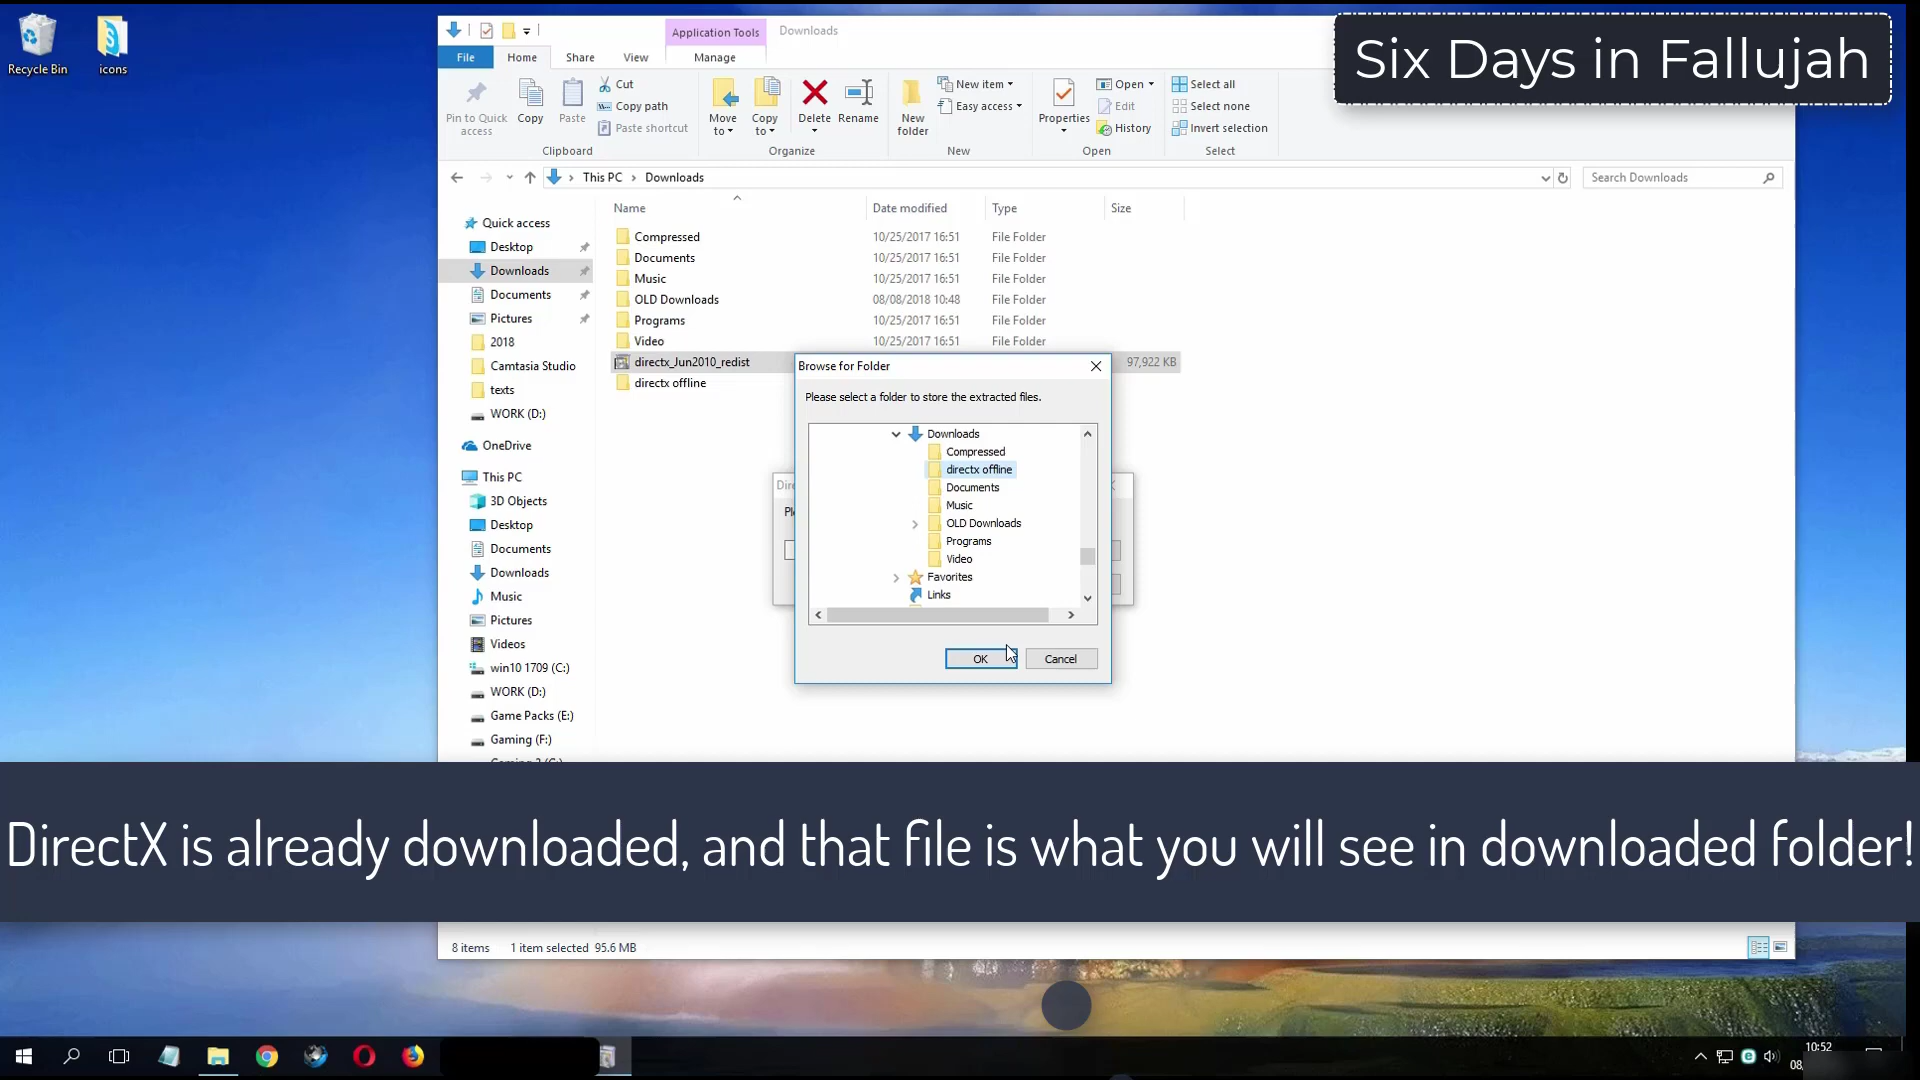 Recycle Bin
icons
Application Tools
Downloads
File
Home
Share
View
Manage
Six Days in Fallujah
Pin to Quick access
Copy
Paste
Cut
Copy path
Paste shortcut
Clipboard
Move to
Copy to
Delete
Rename
Organize
New folder
New item
Easy access
New
Properties
Open
Edit
History
Open
Select all
Select none
Invert selection
Select
This PC
Downloads
Search Downloads
Quick access
Desktop
Downloads
Documents
Pictures
2018
Camtasia Studio
texts
WORK (D:)
OneDrive
This PC
3D Objects
Desktop
Documents
Downloads
Music
Pictures
Videos
win10 1709 (C:)
WORK (D:)
Game Packs (E:)
Gaming (F:)
Name Date modified Type Size
Compressed 10/25/2017 16:51 File Folder
Documents 10/25/2017 16:51 File Folder
Music 10/25/2017 16:51 File Folder
OLD Downloads 08/08/2018 10:48 File Folder
Programs 10/25/2017 16:51 File Folder
Video 10/25/2017 16:51 File Folder
directx_Jun2010_redist 97,922 KB
directx offline
Browse for Folder
Please select a folder to store the extracted files.
Downloads
Compressed
directx offline
Documents
Music
OLD Downloads
Programs
Video
Favorites
Links
OK
Cancel
DirectX is already downloaded, and that file is what you will see in downloaded folder!
8 items 1 item selected 95.6 MB
10:52